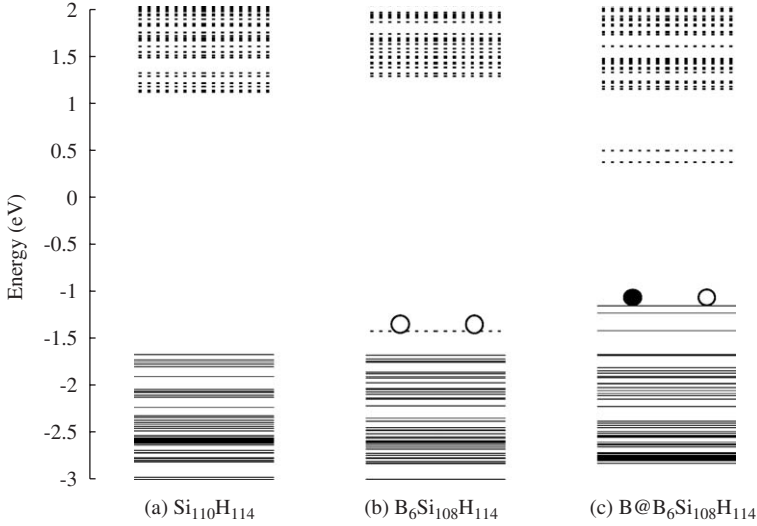 2
1.5
1
0.5
0
-0.5
-1
-1.5
-2
-2.5
-3
Energy (eV)
(a) Si₁₁₀H₁₁₄
(b) B₆Si₁₀₈H₁₁₄
(c) B@B₆Si₁₀₈H₁₁₄